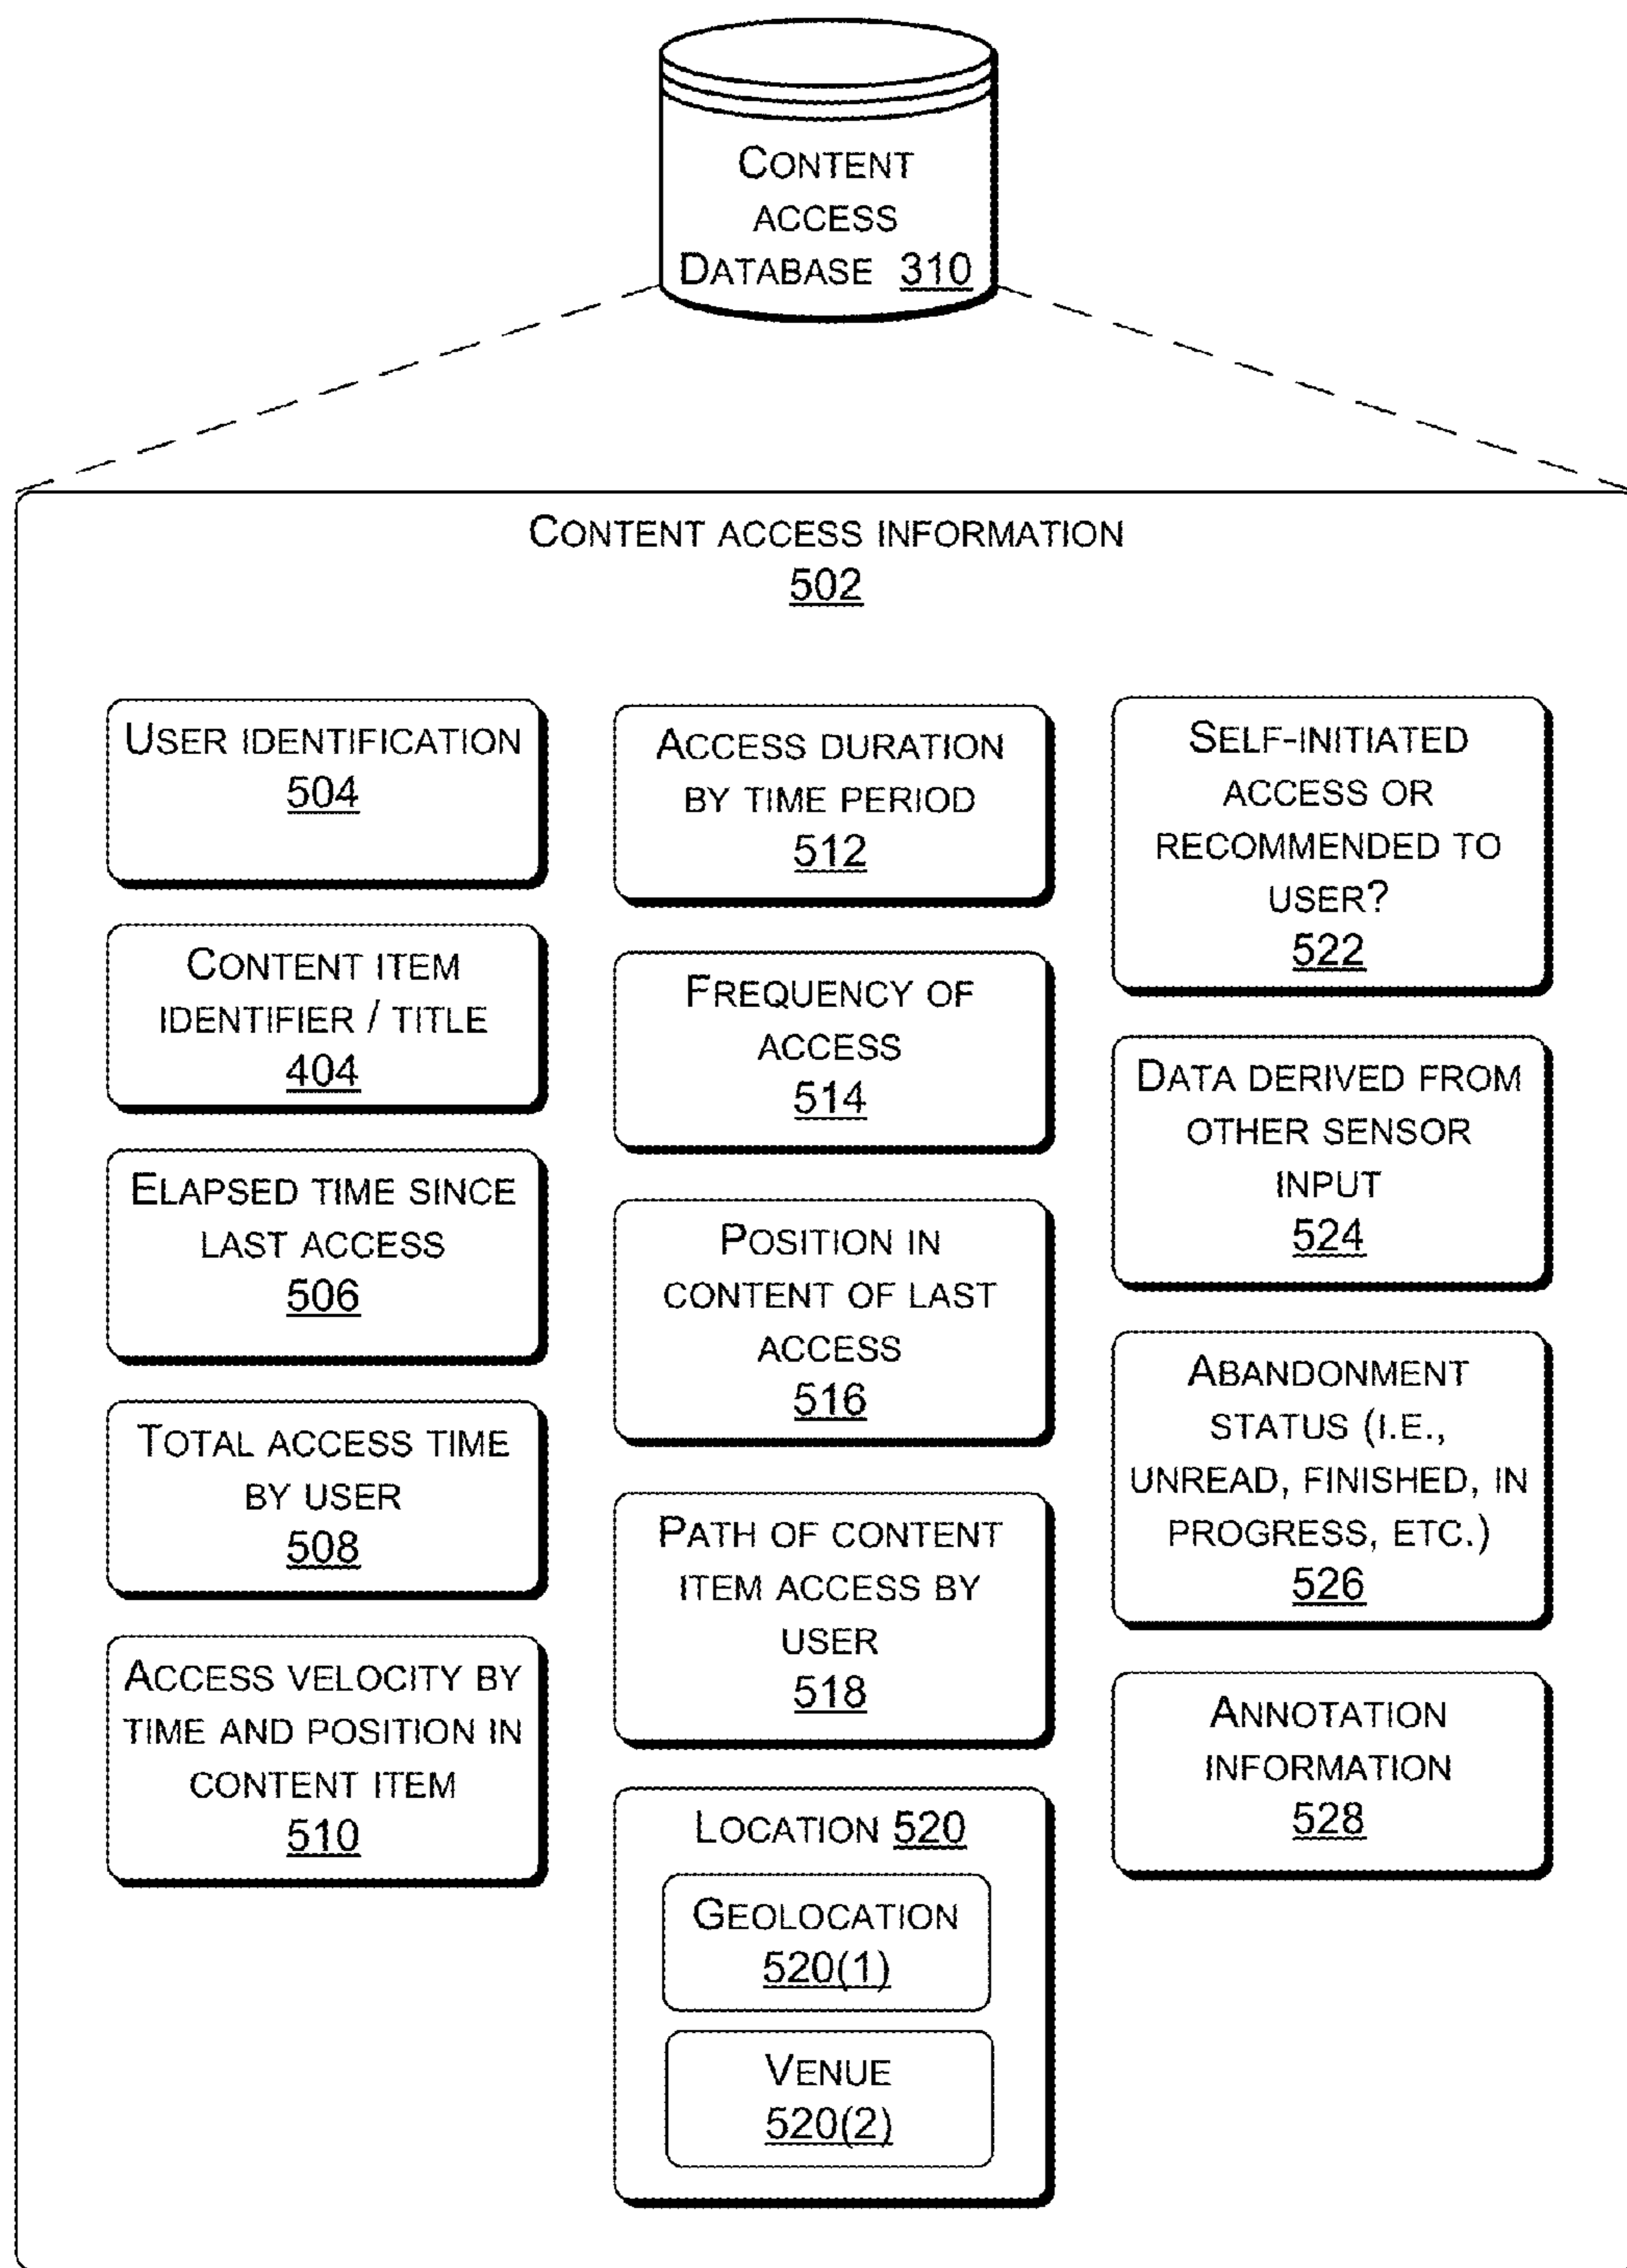 CONTENT
ACCESS
DATABASE 310
CONTENT ACCESS INFORMATION
502
USER IDENTIFICATION
504
CONTENT ITEM
IDENTIFIER / TITLE
404
ELAPSED TIME SINCE
LAST ACCESS
506
TOTAL ACCESS TIME
BY USER
508
ACCESS VELOCITY BY
TIME AND POSITION IN
CONTENT ITEM
510
ACCESS DURATION
BY TIME PERIOD
512
FREQUENCY OF
ACCESS
514
POSITION IN
CONTENT OF LAST
ACCESS
516
PATH OF CONTENT
ITEM ACCESS BY
USER
518
LOCATION 520
GEOLOCATION
520(1)
VENUE
520(2)
SELF-INITIATED
ACCESS OR
RECOMMENDED TO
USER?
522
DATA DERIVED FROM
OTHER SENSOR
INPUT
524
ABANDONMENT
STATUS (I.E.,
UNREAD, FINISHED, IN
PROGRESS, ETC.)
526
ANNOTATION
INFORMATION
528